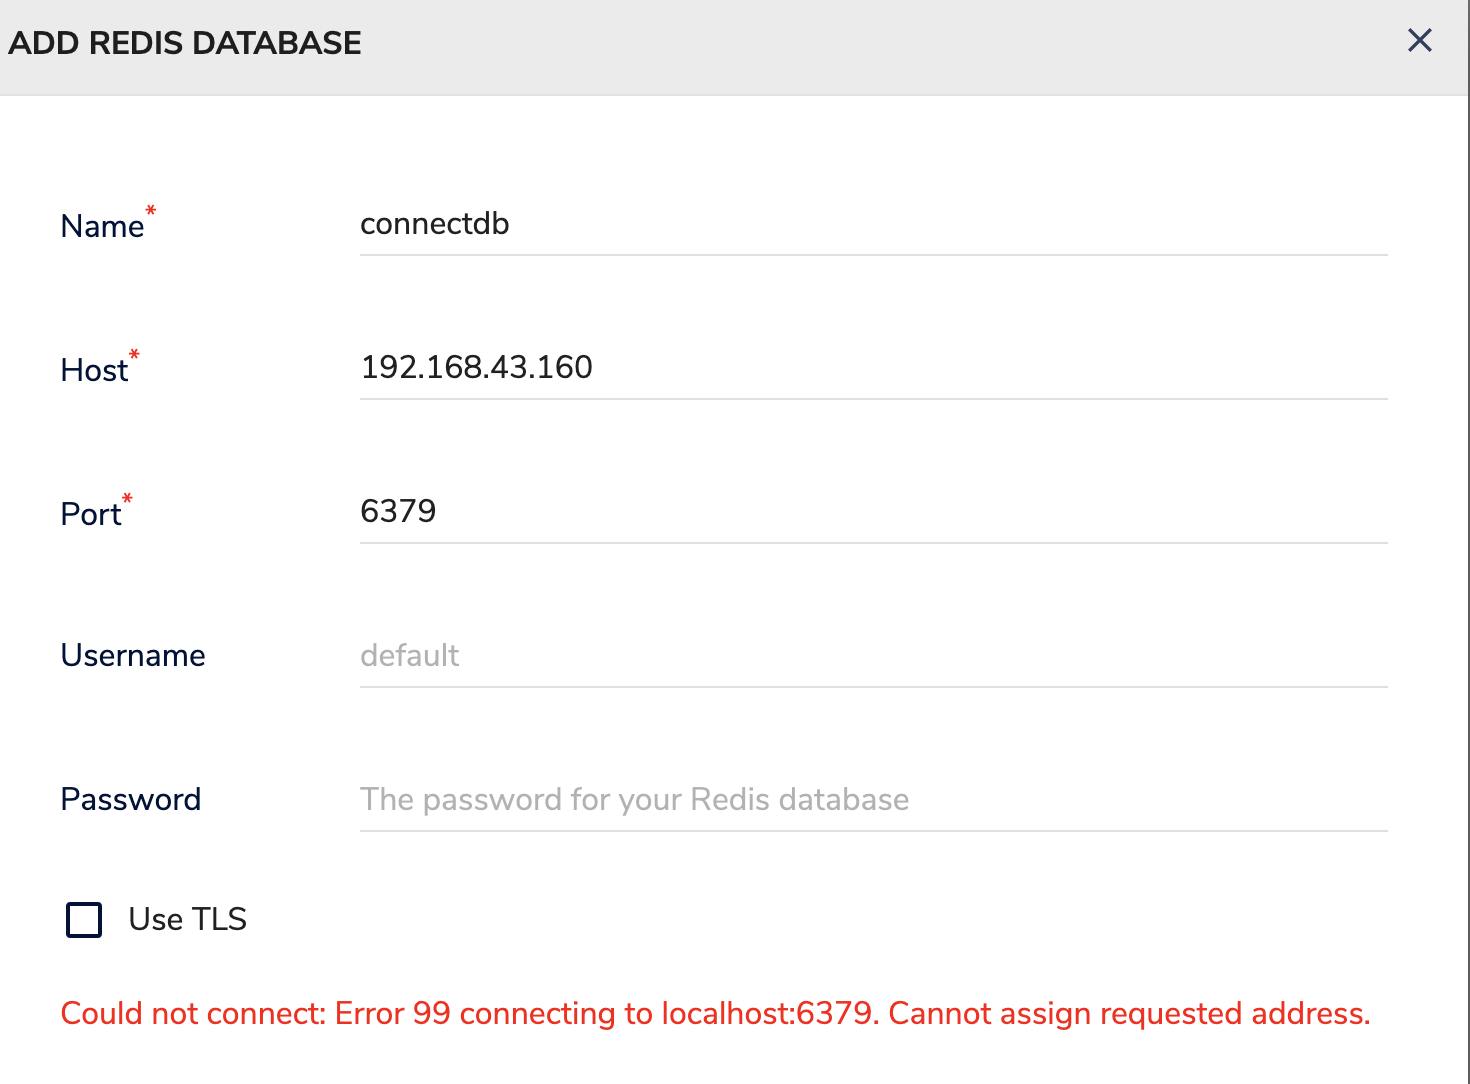 ADD REDIS DATABASE
Name* connectdb
Host* 192.168.43.160
Port* 6379
Username default
Password The password for your Redis database
Use TLS
Could not connect: Error 99 connecting to localhost:6379. Cannot assign requested address.